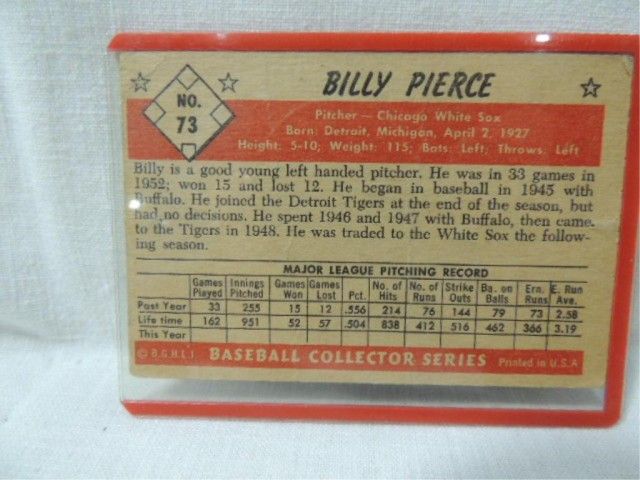 BILLY PIERCE
NO.
73
Pitcher — Chicago White Sox
Born: Detroit, Michigan, April 2, 1927
Height: 5-10; Weight: 115; Bats: Left, Throws: Left
Billy is a good young left handed pitcher. He was in 33 games in
1952; won 15 and lost 12. He began in baseball in 1945 with
Buffalo. He joined the Detroit Tigers at the end of the season, but
had no decisions. He spent 1946 and 1947 with Buffalo, then came
to the Tigers in 1948. He was traded to the White Sox the follow-
ing season.
MAJOR LEAGUE PITCHING RECORD
Games Innings Games Games No. of No. of Strike Ba. on Ern. E. Run
Played Pitched Won Lost Pct. Hits Runs Outs Balls Runs Ave.
Past Year 33 255 15 12 .556 214 76 144 79 73 2.58
Life time 162 951 52 57 .504 838 412 516 462 366 3.19
This Year
© B.G.H.L.I. BASEBALL COLLECTOR SERIES Printed in U.S.A